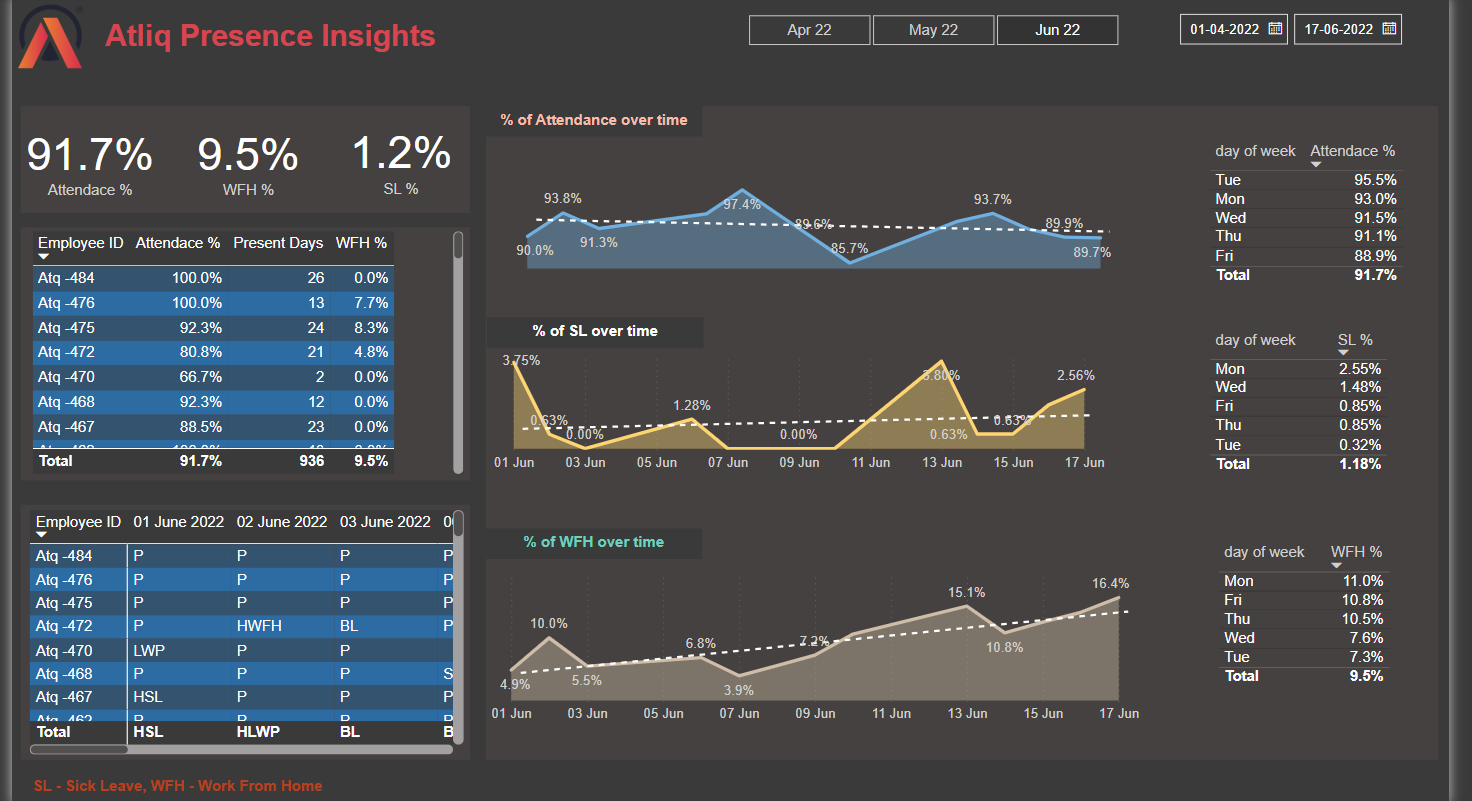 Atliq Presence Insights
Apr 22 May 22 Jun 22
01-04-2022 17-06-2022
91.7% 9.5% 1.2%
Attendace % WFH % SL %
Employee ID Attendace % Present Days WFH %
Atq -484 100.0% 26 0.0%
Atq -476 100.0% 13 7.7%
Atq -475 92.3% 24 8.3%
Atq -472 80.8% 21 4.8%
Atq -470 66.7% 2 0.0%
Atq -468 92.3% 12 0.0%
Atq -467 88.5% 23 0.0%
Total 91.7% 936 9.5%
Employee ID 01 June 2022 02 June 2022 03 June 2022
Atq -484 P P P P
Atq -476 P P P P
Atq -475 P P P P
Atq -472 P HWFH BL P
Atq -470 LWP P P
Atq -468 P P P S
Atq -467 HSL P P P
Atq -462 P P P P
Total HSL HLWP BL B
% of Attendance over time
93.8% 97.4% 93.7%
89.6% 89.9%
90.0% 91.3% 85.7% 89.7%
day of week Attendace %
Tue 95.5%
Mon 93.0%
Wed 91.5%
Thu 91.1%
Fri 88.9%
Total 91.7%
% of SL over time
3.75% 3.80% 2.56%
0.63% 1.28% 0.63%
0.00% 0.00% 0.63%
01 Jun 03 Jun 05 Jun 07 Jun 09 Jun 11 Jun 13 Jun 15 Jun 17 Jun
day of week SL %
Mon 2.55%
Wed 1.48%
Fri 0.85%
Thu 0.85%
Tue 0.32%
Total 1.18%
% of WFH over time
10.0% 15.1% 16.4%
6.8% 7.2% 10.8%
4.9% 5.5% 3.9%
01 Jun 03 Jun 05 Jun 07 Jun 09 Jun 11 Jun 13 Jun 15 Jun 17 Jun
day of week WFH %
Mon 11.0%
Fri 10.8%
Thu 10.5%
Wed 7.6%
Tue 7.3%
Total 9.5%
SL - Sick Leave, WFH - Work From Home